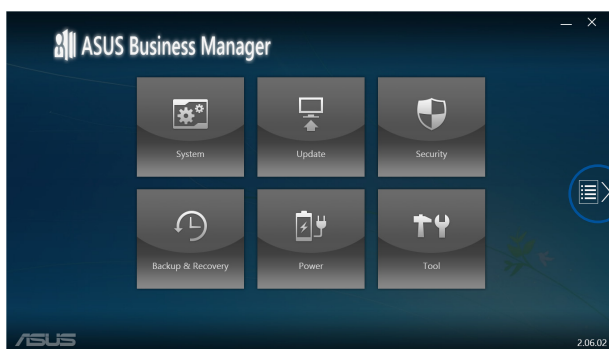 ASUS Business Manager
System
Update
Security
Backup & Recovery
Power
Tool
ASUS
2.06.02